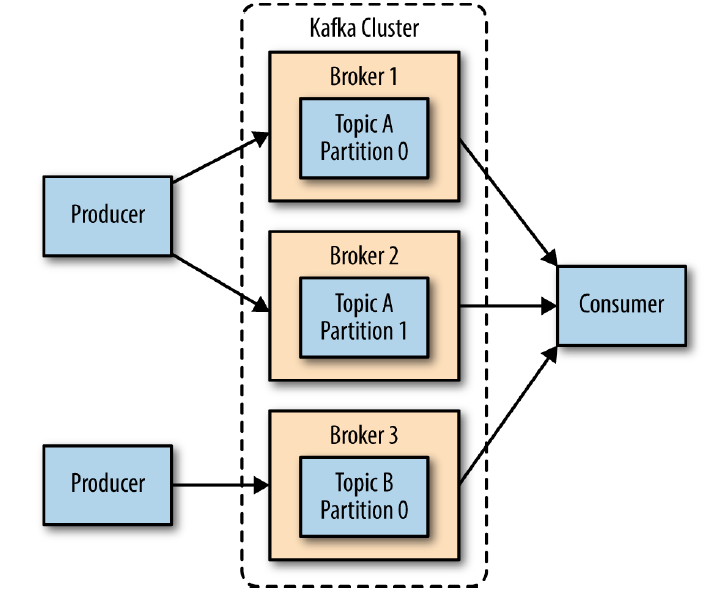 Kafka Cluster
Broker 1
Topic A
Partition 0
Producer
Broker 2
Topic A
Partition 1
Consumer
Broker 3
Topic B
Partition 0
Producer